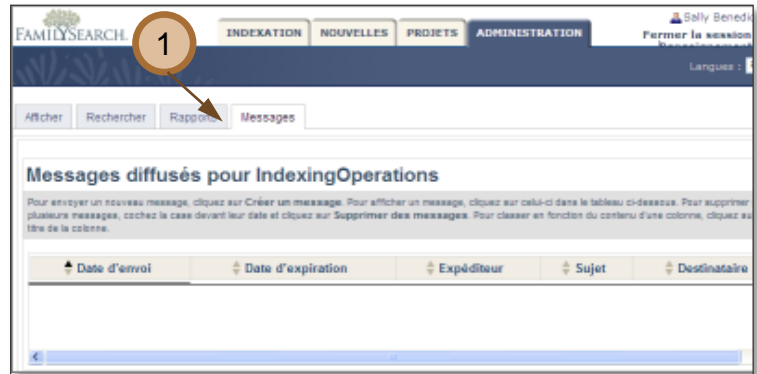 Sally Benedic
FAMILYSEARCH.
1
INDEXATION NOUVELLES PROJETS ADMINISTRATION
Fermer la session
Langues :
Afficher Rechercher Messages
Messages diffusés pour IndexingOperations
Pour envoyer un nouveau message, cliquez sur Créer un message. Pour afficher un message, cliquez sur celui-ci dans le tableau ci-dessous. Pour supprimer
plusieurs messages, cochez la case devant leur date et cliquez sur Supprimer des messages. Pour classer en fonction du contenu d'une colonne, cliquez su
titre de la colonne.
Date d'envoi Date d'expiration Expéditeur Sujet Destinataire